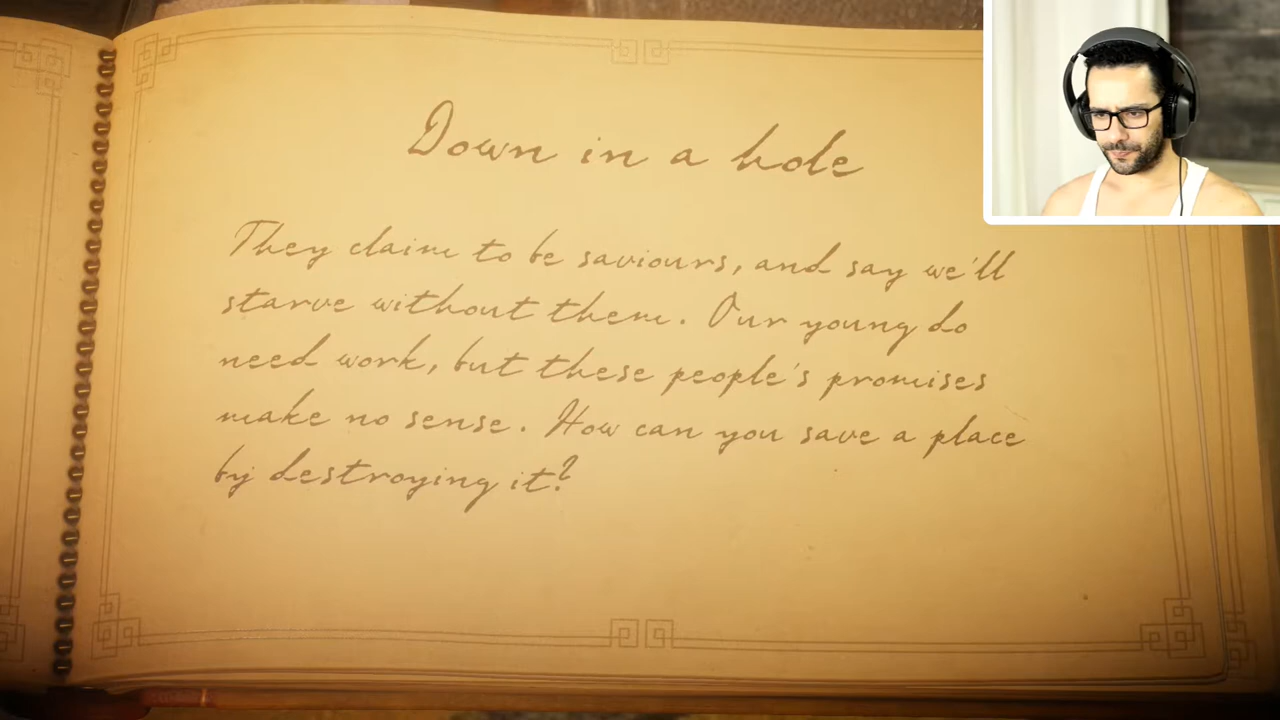 Down in a hole
They claim to be saviours, and say we'll
starve without them. Our young do
need work, but these people's promises
make no sense. How can you save a place
by destroying it?